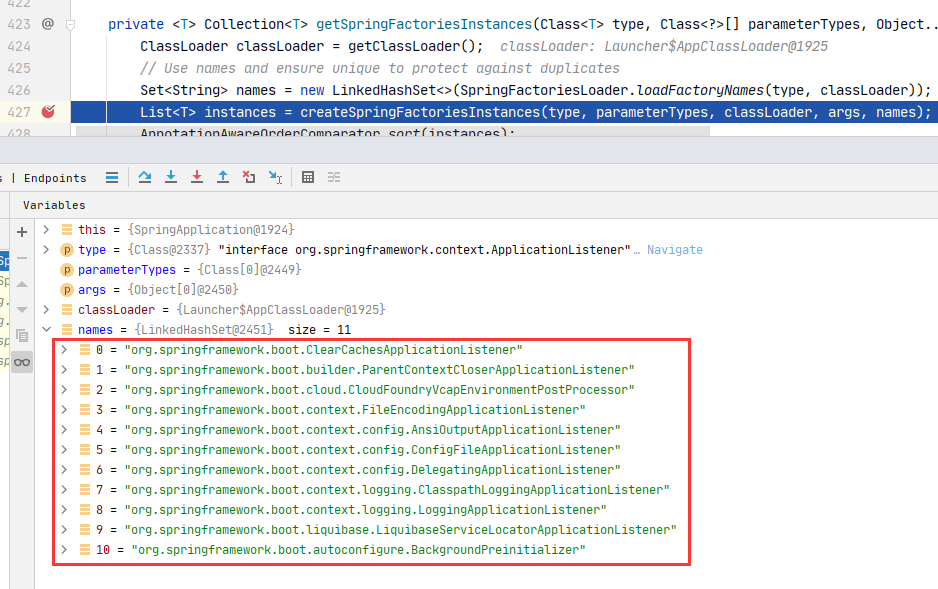 422
423 @ private <T> Collection<T> getSpringFactoriesInstances(Class<T> type, Class<?>[] parameterTypes, Object..
424 ClassLoader classLoader = getClassLoader(); classLoader: Launcher$AppClassLoader@1925
425 // Use names and ensure unique to protect against duplicates
426 Set<String> names = new LinkedHashSet<>(SpringFactoriesLoader.loadFactoryNames(type, classLoader));
427 List<T> instances = createSpringFactoriesInstances(type, parameterTypes, classLoader, args, names);
428 AnnotationAwareOrderComparator.sort(instances);
s | Endpoints
Variables
this = {SpringApplication@1924}
p type = {Class@2337} "interface org.springframework.context.ApplicationListener"… Navigate
p parameterTypes = {Class[0]@2449}
p args = {Object[0]@2450}
classLoader = {Launcher$AppClassLoader@1925}
names = {LinkedHashSet@2451} size = 11
0 = "org.springframework.boot.ClearCachesApplicationListener"
1 = "org.springframework.boot.builder.ParentContextCloserApplicationListener"
2 = "org.springframework.boot.cloud.CloudFoundryVcapEnvironmentPostProcessor"
3 = "org.springframework.boot.context.FileEncodingApplicationListener"
4 = "org.springframework.boot.context.config.AnsiOutputApplicationListener"
5 = "org.springframework.boot.context.config.ConfigFileApplicationListener"
6 = "org.springframework.boot.context.config.DelegatingApplicationListener"
7 = "org.springframework.boot.context.logging.ClasspathLoggingApplicationListener"
8 = "org.springframework.boot.context.logging.LoggingApplicationListener"
9 = "org.springframework.boot.liquibase.LiquibaseServiceLocatorApplicationListener"
10 = "org.springframework.boot.autoconfigure.BackgroundPreinitializer"